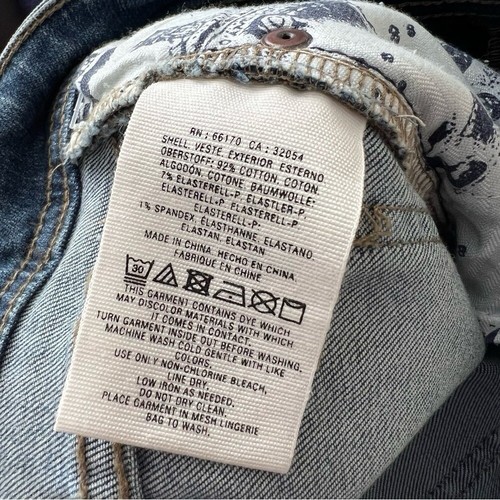 RN : 66170 CA : 32054
SHELL, VESTE, EXTERIOR, ESTERNO
OBERSTOFF: 92% COTTON, COTON,
ALGODÓN, COTONE, BAUMWOLLE-
7% ELASTERELL-P, ELASTLER-P,
ELASTERELL-P, ELASTERELL-P
ELASTERELL-P-
1% SPANDEX, ELASTHANNE, ELASTANO
ELASTAN, ELASTAN
MADE IN CHINA, HECHO EN CHINA,
FABRIQUÉ EN CHINE
30
THIS GARMENT CONTAINS DYE WHICH
MAY DISCOLOR MATERIALS WITH WHICH
IT COMES IN CONTACT.
TURN GARMENT INSIDE OUT BEFORE WASHING.
MACHINE WASH COLD GENTLE WITH LIKE
COLORS.
USE ONLY NON-CHLORINE BLEACH,
LINE DRY.
LOW IRON AS NEEDED.
DO NOT DRY CLEAN.
PLACE GARMENT IN MESH LINGERIE
BAG TO WASH.